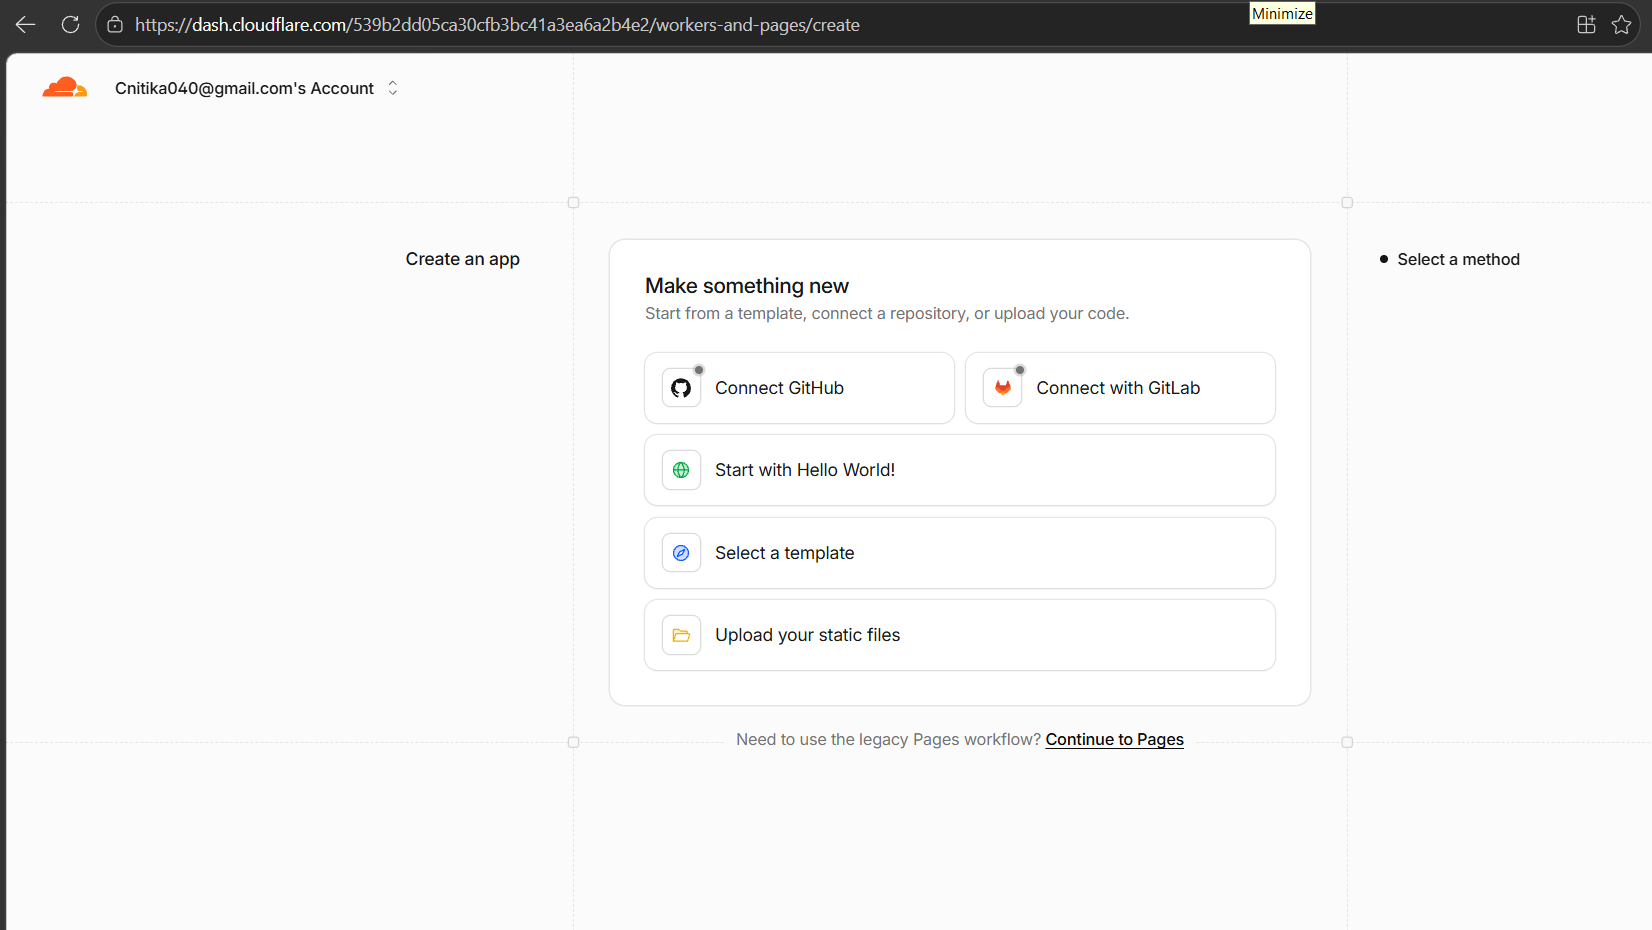 Minimize
https://dash.cloudflare.com/539b2dd05ca30cfb3bc41a3ea6a2b4e2/workers-and-pages/create
Cnitika040@gmail.com's Account
Create an app
Make something new
Start from a template, connect a repository, or upload your code.
Connect GitHub
Connect with GitLab
Start with Hello World!
Select a template
Upload your static files
Need to use the legacy Pages workflow? Continue to Pages
Select a method